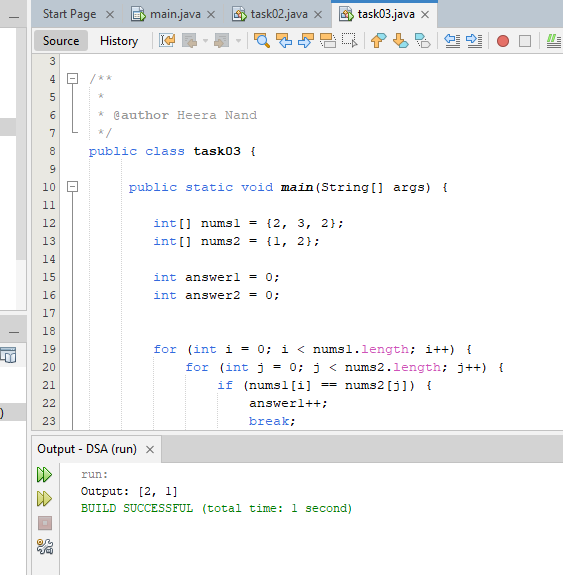 Start Page main.java task02.java task03.java
Source History
3
4 /**
5 *
6 * @author Heera Nand
7 */
8 public class task03 {
9
10 public static void main(String[] args) {
11
12 int[] nums1 = {2, 3, 2};
13 int[] nums2 = {1, 2};
14
15 int answer1 = 0;
16 int answer2 = 0;
17
18
19 for (int i = 0; i < nums1.length; i++) {
20 for (int j = 0; j < nums2.length; j++) {
21 if (nums1[i] == nums2[j]) {
22 answer1++;
23 break;
)
Output - DSA (run)
run:
Output: [2, 1]
BUILD SUCCESSFUL (total time: 1 second)